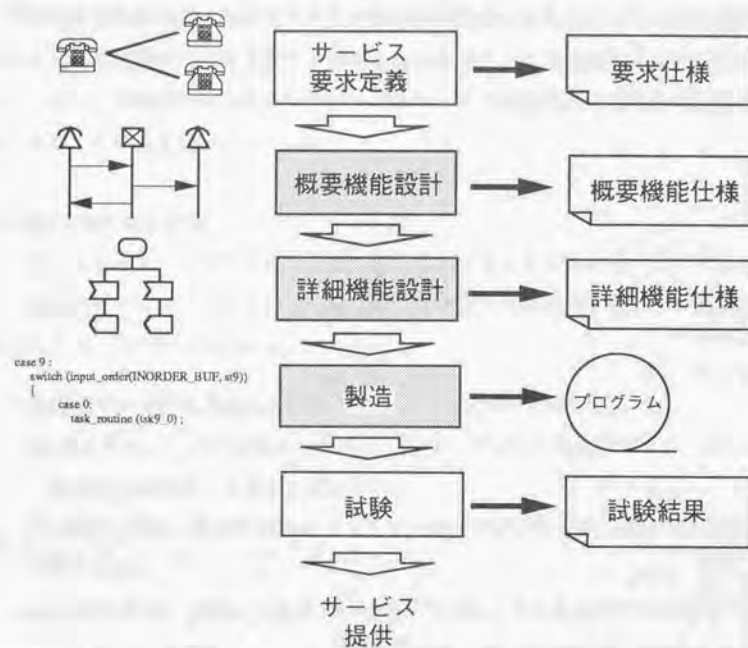 サービス
要求定義
要求仕様
概要機能設計
概要機能仕様
詳細機能設計
詳細機能仕様
case 9 :
switch (input_order(INORDER_BUF, st9))
{
case 0:
task_routine (tsk9_0) ;
製造
プログラム
試験
試験結果
サービス
提供